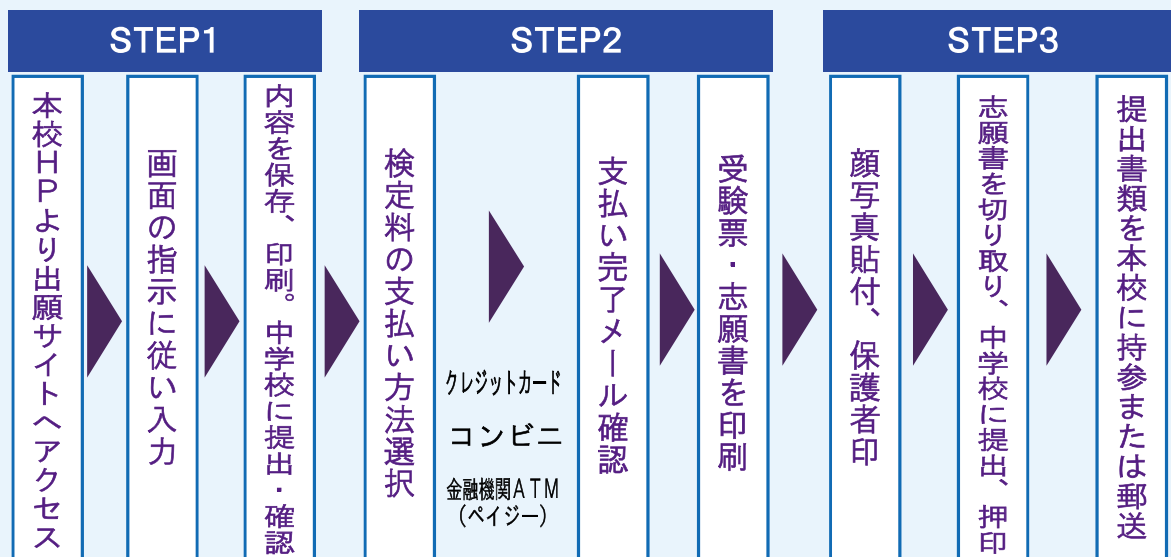 STEP1
本校HPより出願サイトへアクセス
画面の指示に従い入力
内容を保存、印刷。中学校に提出・確認
STEP2
検定料の支払い方法選択
クレジットカード
コンビニ
金融機関ATM
（ペイジー）
支払い完了メール確認
受験票・志願書を印刷
STEP3
顔写真貼付、保護者印
志願書を切り取り、中学校に提出、押印
提出書類を本校に持参または郵送